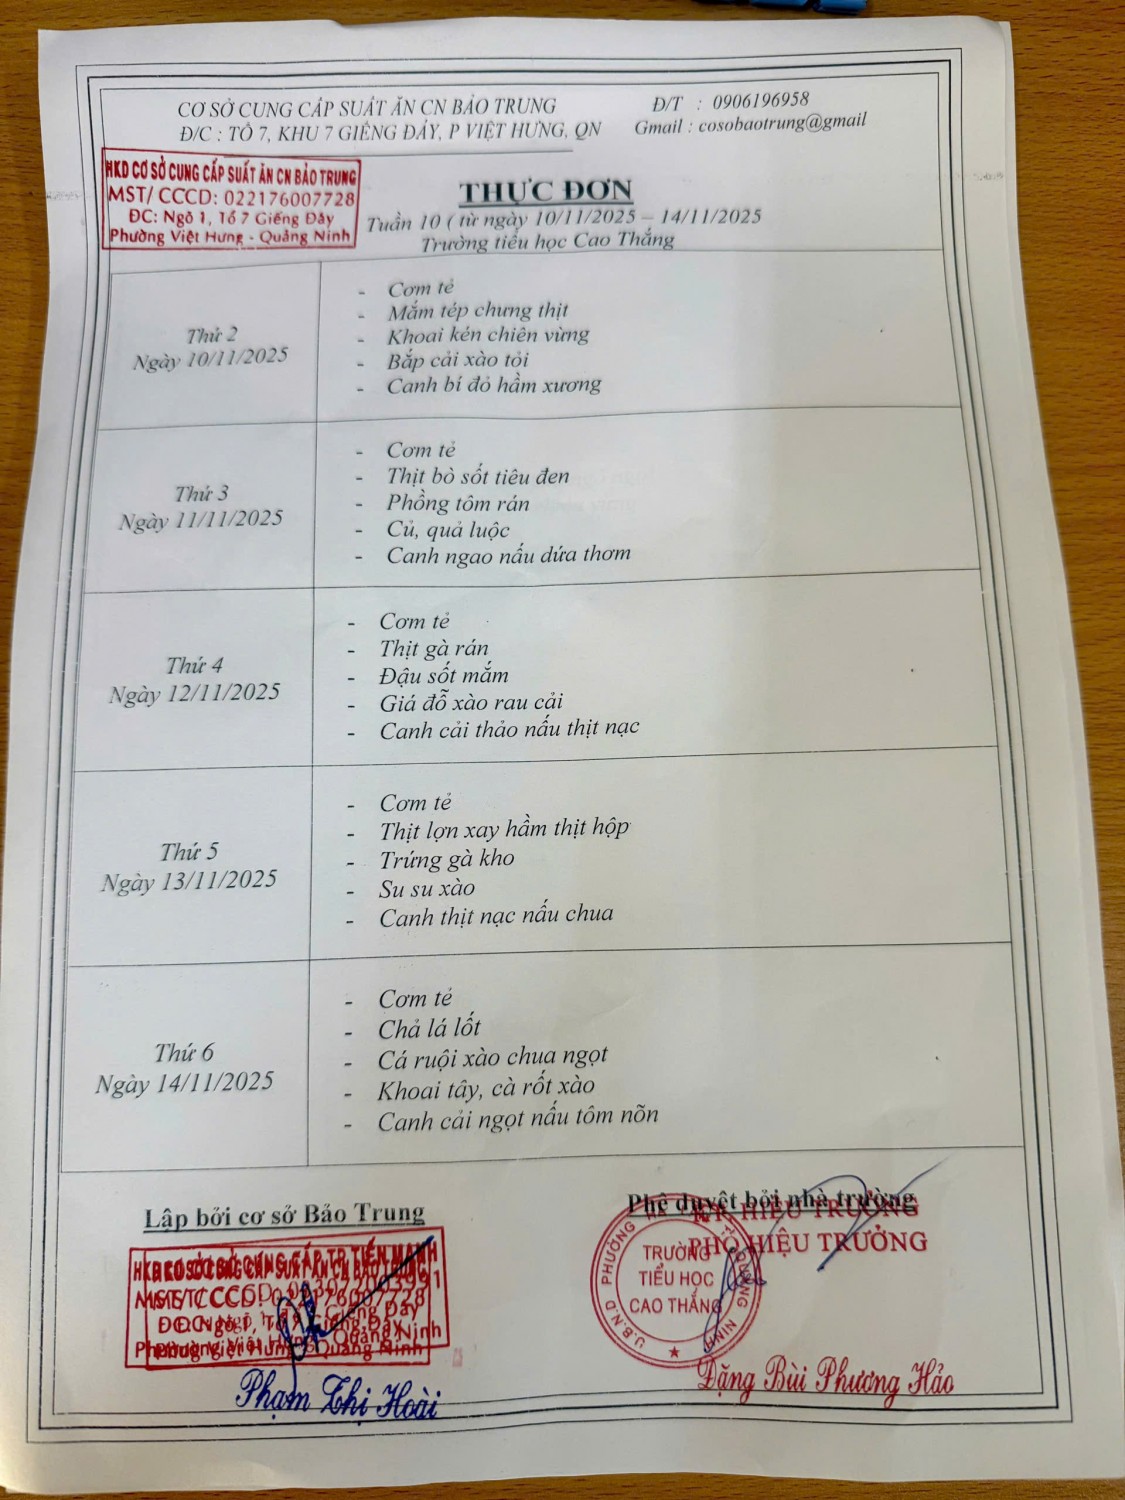 CƠ SỞ CUNG CẤP SUẤT ĂN CN BẢO TRUNG
Đ/C : TỔ 7, KHU 7 GIẾNG ĐÁY, P VIỆT HƯNG, QN
Đ/T : 0906196958
Gmail : cosobaotrung@gmail
HKD CƠ SỞ CUNG CẤP SUẤT ĂN CN BẢO TRUNG
MST/ CCCD: 022176007728
ĐC: Ngõ 1, Tổ 7 Giếng Đáy
Phường Việt Hưng - Quảng Ninh
THỰC ĐƠN
Tuần 10 ( từ ngày 10/11/2025 – 14/11/2025
Trường tiểu học Cao Thắng
Thứ 2
Ngày 10/11/2025
- Cơm tẻ
- Mắm tép chưng thịt
- Khoai kén chiên vừng
- Bắp cải xào tỏi
- Canh bí đỏ hầm xương
Thứ 3
Ngày 11/11/2025
- Cơm tẻ
- Thịt bò sốt tiêu đen
- Phồng tôm rán
- Củ, quả luộc
- Canh ngao nấu dứa thơm
Thứ 4
Ngày 12/11/2025
- Cơm tẻ
- Thịt gà rán
- Đậu sốt mắm
- Giá đỗ xào rau cải
- Canh cải thảo nấu thịt nạc
Thứ 5
Ngày 13/11/2025
- Cơm tẻ
- Thịt lợn xay hầm thịt hộp
- Trứng gà kho
- Su su xào
- Canh thịt nạc nấu chua
Thứ 6
Ngày 14/11/2025
- Cơm tẻ
- Chả lá lốt
- Cá ruội xào chua ngọt
- Khoai tây, cà rốt xào
- Canh cải ngọt nấu tôm nõn
Lập bởi cơ sở Bảo Trung
Phạm Thị Hoài
Phê duyệt bởi nhà trường
HIỆU TRƯỞNG
PHÓ HIỆU TRƯỞNG
U.B.N.D PHƯỜNG
TRƯỜNG
TIỂU HỌC
CAO THẮNG
Đặng Bùi Phương Hảo